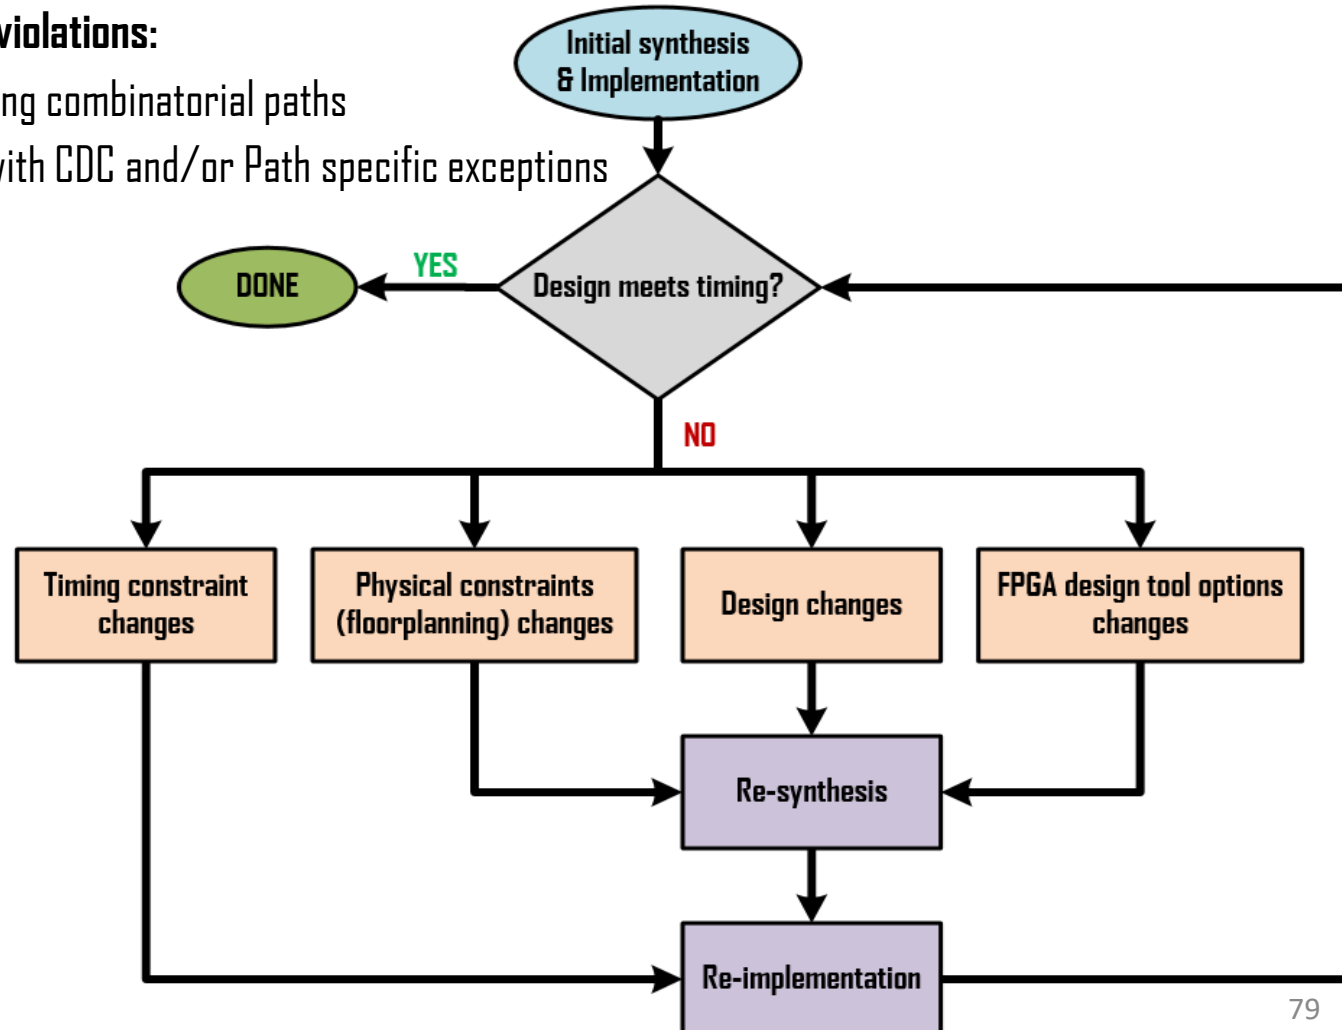 violations:
ng combinatorial paths
with CDC and/or Path specific exceptions
Initial synthesis
& Implementation
Design meets timing?
YES
DONE
NO
Timing constraint
changes
Physical constraints
(floorplanning) changes
Design changes
FPGA design tool options
changes
Re-synthesis
Re-implementation
79